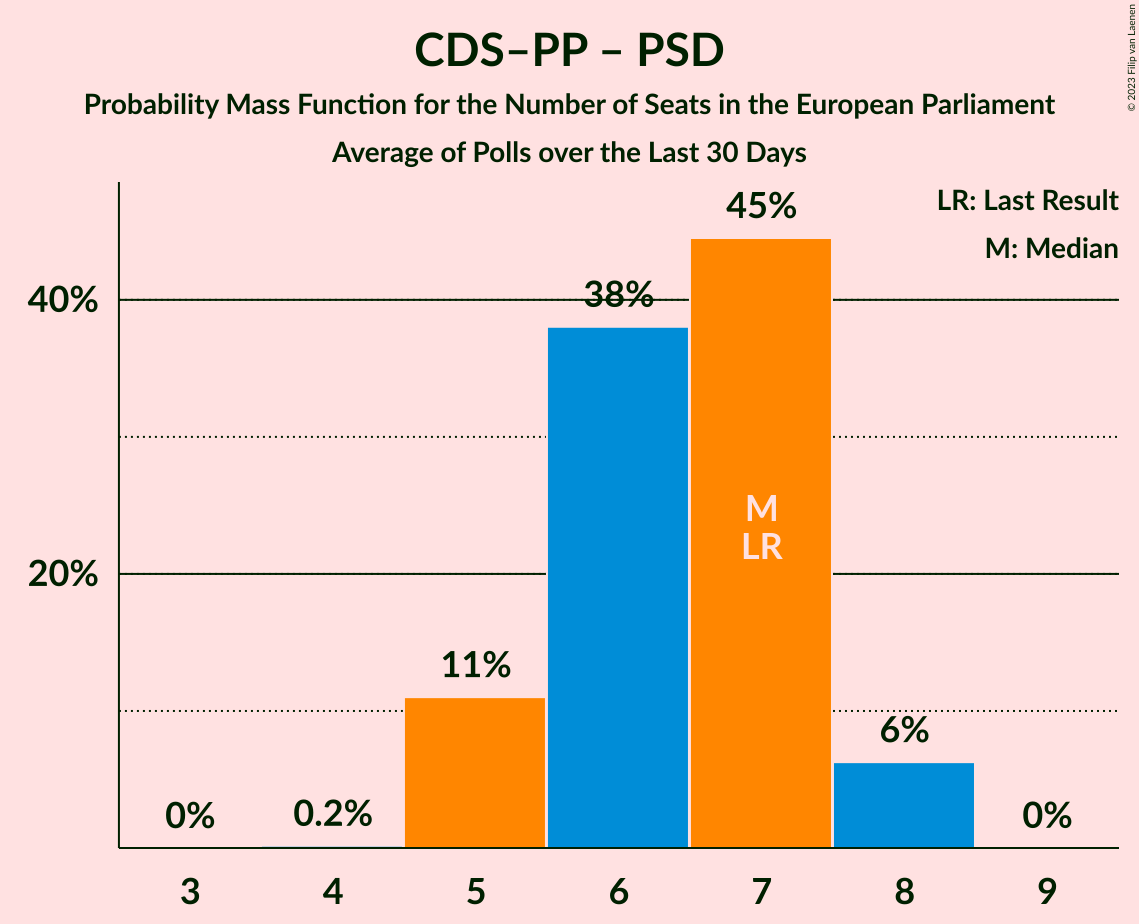 CDS–PP – PSD
Probability Mass Function for the Number of Seats in the European Parliament
Average of Polls over the Last 30 Days
© 2023 Filip van Laenen
LR: Last Result
M: Median
45%
40%
38%
M
LR
20%
11%
6%
0%
0.2%
0%
3
4
5
6
7
8
9